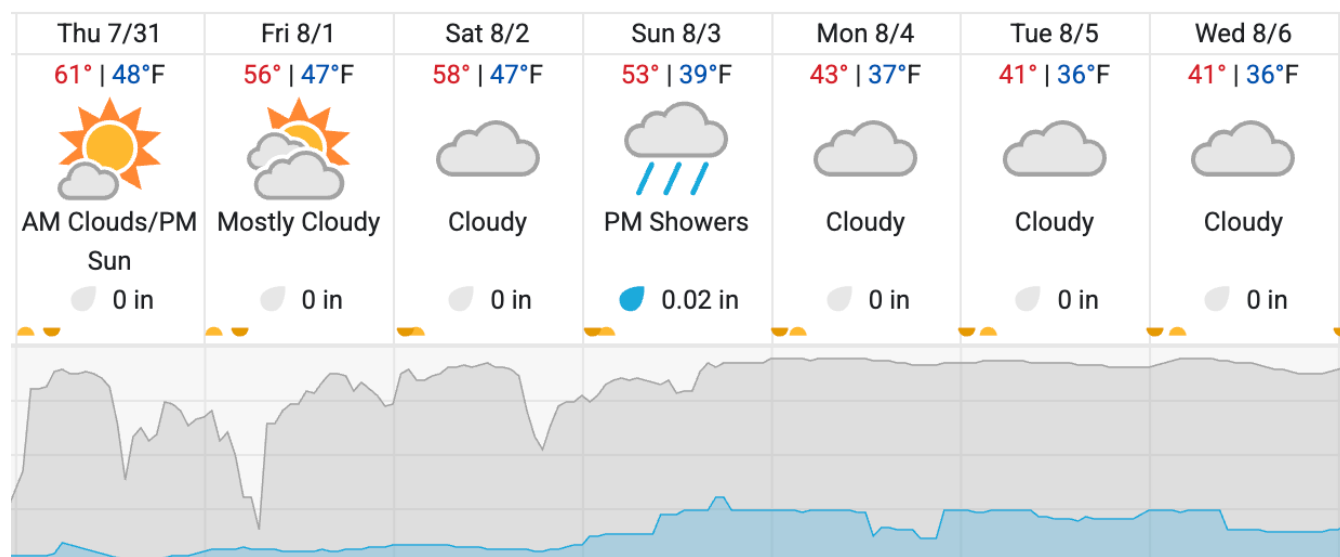 Thu 7/31
Fri 8/1
Sat 8/2
Sun 8/3
Mon 8/4
Tue 8/5
Wed 8/6
61° | 48°F
56° | 47°F
58° | 47°F
53° | 39°F
43° | 37°F
41° | 36°F
41° | 36°F
AM Clouds/PM
Sun
Mostly Cloudy
Cloudy
PM Showers
Cloudy
Cloudy
Cloudy
0 in
0 in
0 in
0.02 in
0 in
0 in
0 in